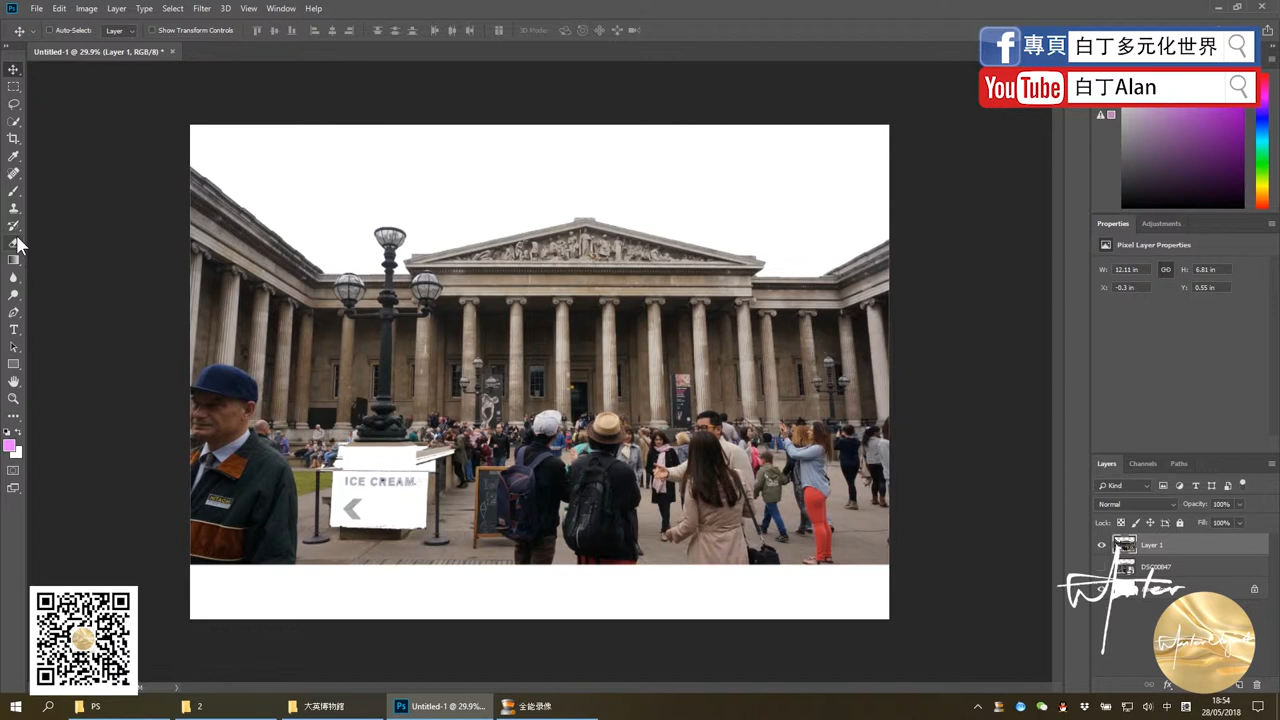 File Edit Image Layer Type Select Filter 3D View Window Help
Auto-Select: Layer Show Transform Controls 3D Mode:
Untitled-1 @ 29.9% (Layer 1, RGB/8) *
專頁 白丁多元化世界
YouTube 白丁Alan
Properties Adjustments
Pixel Layer Properties
W: 12.11 in H: 6.81 in
X: -0.3 in Y: 0.55 in
ICE CREAM
Layers Channels Paths
Kind
Normal Opacity: 100%
Lock: Fill: 100%
Layer 1
DSC00847
PS
2
大英博物館
Untitled-1 @ 29.9%...
全能录像
中
18:54
28/05/2018